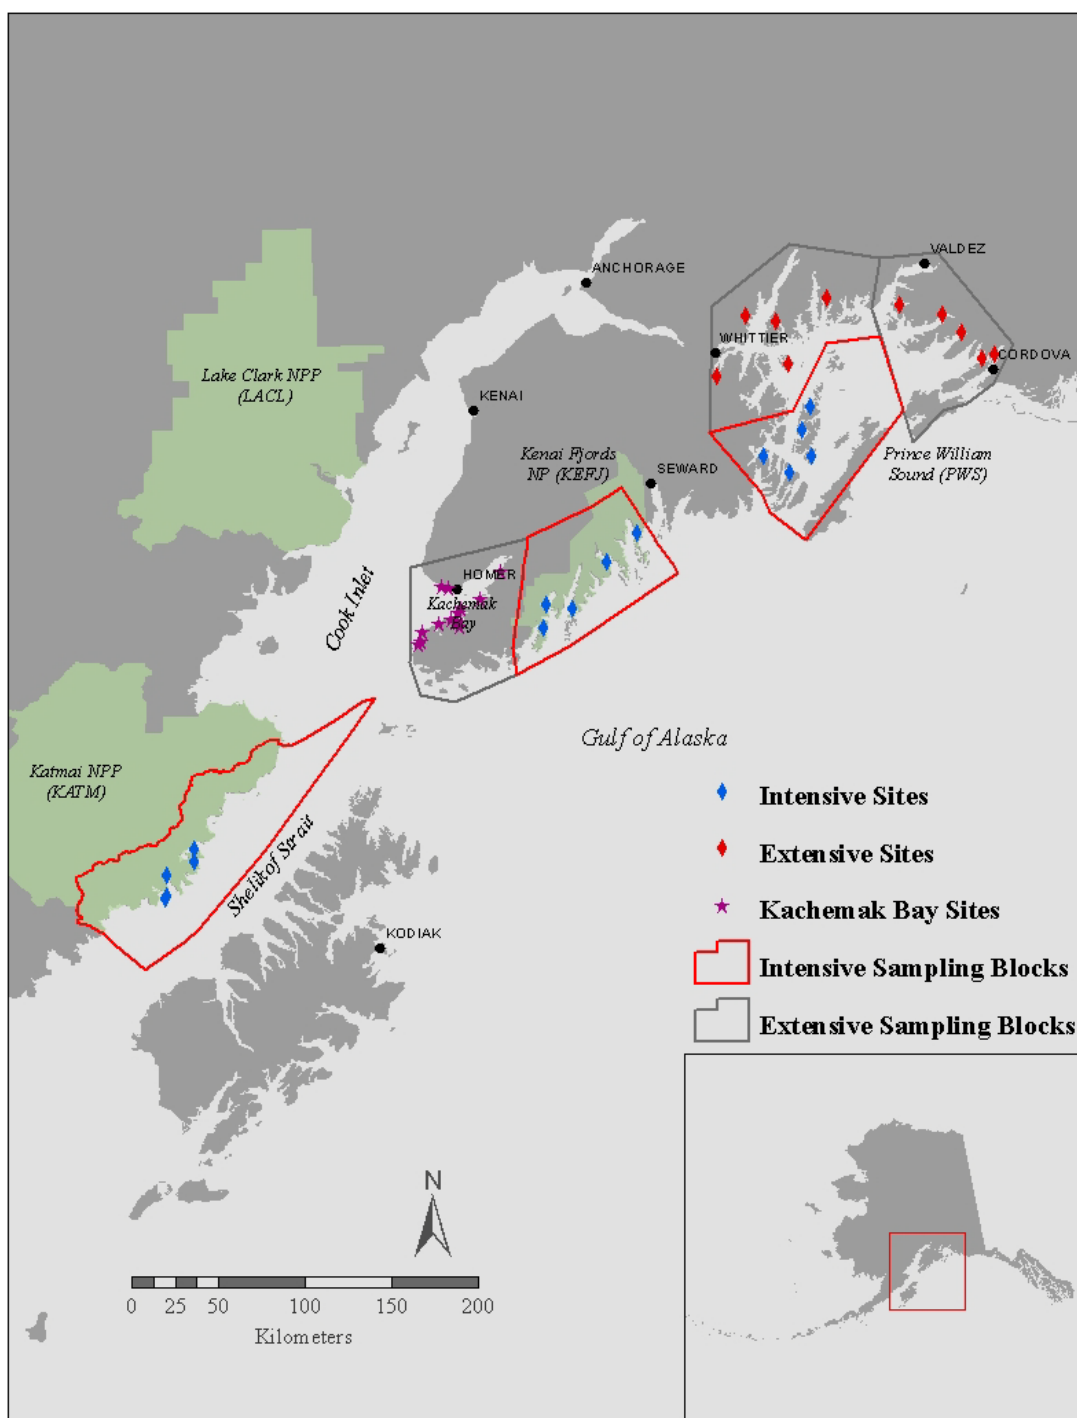 VALDEZ
ANCHORAGE
WHITTIER
CORDOVA
Lake Clark NPP
(LACL)
KENAI
Kenai Fjords
NP (KEFJ)
SEWARD
Prince William
Sound (PWS)
HOMER
Kachemak
Bay
Cook Inlet
Gulf of Alaska
Katmai NPP
(KATM)
Shelikof Strait
KODIAK
Intensive Sites
Extensive Sites
Kachemak Bay Sites
Intensive Sampling Blocks
Extensive Sampling Blocks
N
0 25 50 100 150 200
Kilometers